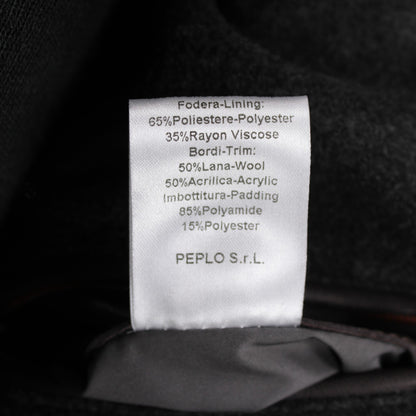 Fodera-Lining:
65%Poliestere-Polyester
35%Rayon Viscose
Bordi-Trim:
50%Lana-Wool
50%Acrilica-Acrylic
Imbottitura-Padding
85%Polyamide
15%Polyester
PEPLO S.r.L.